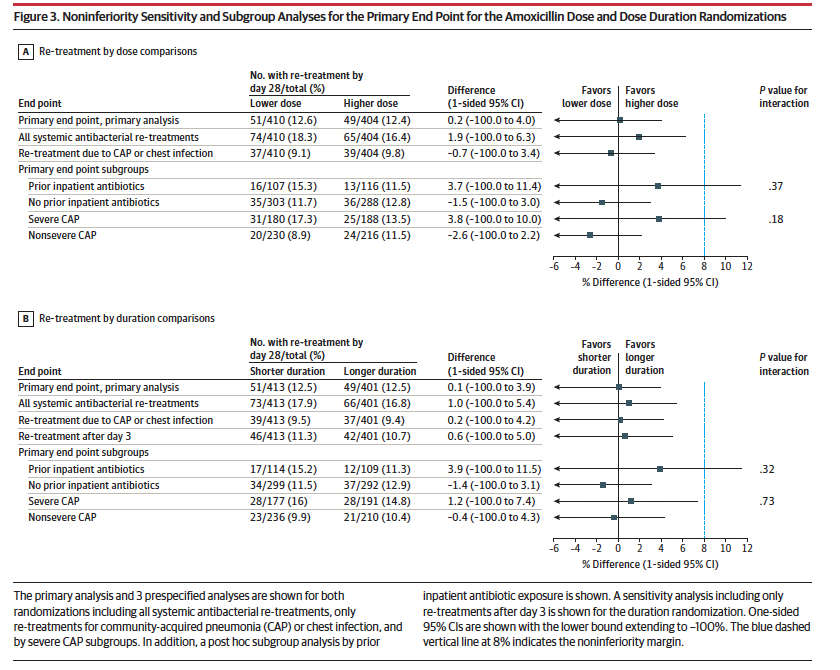 Figure 3. Noninferiority Sensitivity and Subgroup Analyses for the Primary End Point for the Amoxicillin Dose and Dose Duration Randomizations
A Re-treatment by dose comparisons
No. with re-treatment by
day 28/total (%)
End point Lower dose Higher dose Difference (1-sided 95% CI) Favors lower dose Favors higher dose P value for interaction
Primary end point, primary analysis 51/410 (12.6) 49/404 (12.4) 0.2 (-100.0 to 4.0)
All systemic antibacterial re-treatments 74/410 (18.3) 65/404 (16.4) 1.9 (-100.0 to 6.3)
Re-treatment due to CAP or chest infection 37/410 (9.1) 39/404 (9.8) -0.7 (-100.0 to 3.4)
Primary end point subgroups
Prior inpatient antibiotics 16/107 (15.3) 13/116 (11.5) 3.7 (-100.0 to 11.4) .37
No prior inpatient antibiotics 35/303 (11.7) 36/288 (12.8) -1.5 (-100.0 to 3.0)
Severe CAP 31/180 (17.3) 25/188 (13.5) 3.8 (-100.0 to 10.0) .18
Nonsevere CAP 20/230 (8.9) 24/216 (11.5) -2.6 (-100.0 to 2.2)
-6 -4 -2 0 2 4 6 8 10 12
% Difference (1-sided 95% CI)
B Re-treatment by duration comparisons
No. with re-treatment by
day 28/total (%)
End point Shorter duration Longer duration Difference (1-sided 95% CI) Favors shorter duration Favors longer duration P value for interaction
Primary end point, primary analysis 51/413 (12.5) 49/401 (12.5) 0.1 (-100.0 to 3.9)
All systemic antibacterial re-treatments 73/413 (17.9) 66/401 (16.8) 1.0 (-100.0 to 5.4)
Re-treatment due to CAP or chest infection 39/413 (9.5) 37/401 (9.4) 0.2 (-100.0 to 4.2)
Re-treatment after day 3 46/413 (11.3) 42/401 (10.7) 0.6 (-100.0 to 5.0)
Primary end point subgroups
Prior inpatient antibiotics 17/114 (15.2) 12/109 (11.3) 3.9 (-100.0 to 11.5) .32
No prior inpatient antibiotics 34/299 (11.5) 37/292 (12.9) -1.4 (-100.0 to 3.1)
Severe CAP 28/177 (16) 28/191 (14.8) 1.2 (-100.0 to 7.4) .73
Nonsevere CAP 23/236 (9.9) 21/210 (10.4) -0.4 (-100.0 to 4.3)
-6 -4 -2 0 2 4 6 8 10 12
% Difference (1-sided 95% CI)
The primary analysis and 3 prespecified analyses are shown for both
randomizations including all systemic antibacterial re-treatments, only
re-treatments for community-acquired pneumonia (CAP) or chest infection, and
by severe CAP subgroups. In addition, a post hoc subgroup analysis by prior
inpatient antibiotic exposure is shown. A sensitivity analysis including only
re-treatments after day 3 is shown for the duration randomization. One-sided
95% CIs are shown with the lower bound extending to –100%. The blue dashed
vertical line at 8% indicates the noninferiority margin.